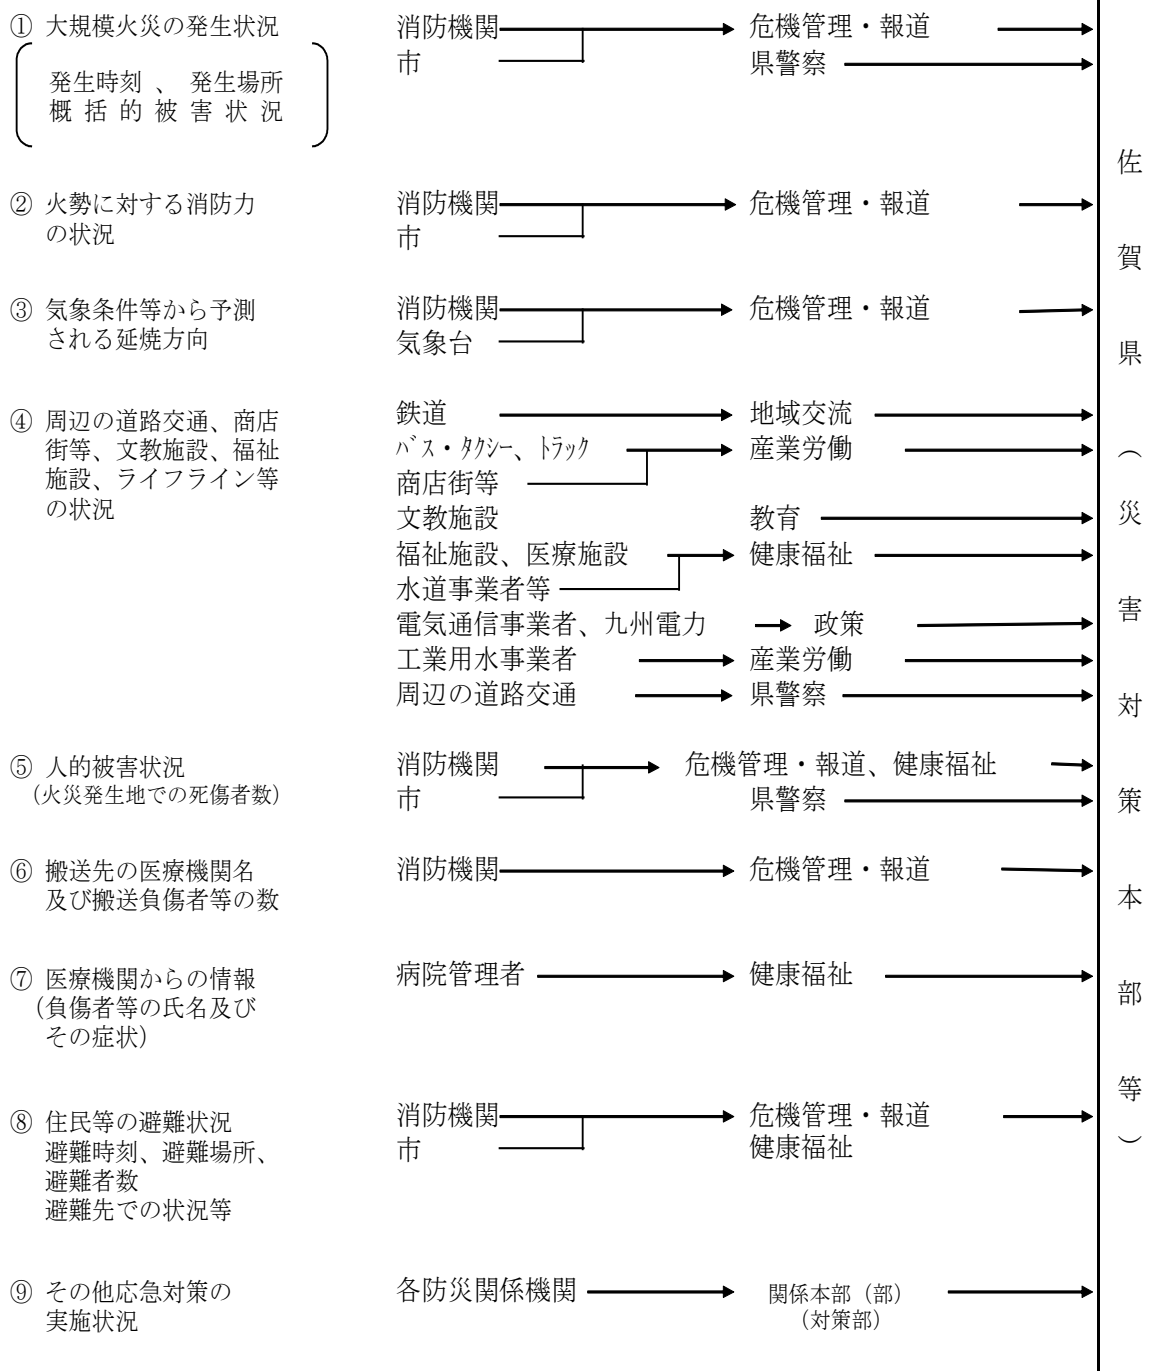 ① 大規模火災の発生状況
発生時刻 、 発生場所
概 括 的 被 害 状 況
消防機関
市
危機管理・報道
県警察
② 火勢に対する消防力
の状況
消防機関
市
危機管理・報道
③ 気象条件等から予測
される延焼方向
消防機関
気象台
危機管理・報道
④ 周辺の道路交通、商店
街等、文教施設、福祉
施設、ライフライン等
の状況
鉄道
地域交流
ﾊﾞｽ・ﾀｸｼｰ、ﾄﾗｯｸ
産業労働
商店街等
文教施設
教育
福祉施設、医療施設
健康福祉
水道事業者等
電気通信事業者、九州電力
政策
工業用水事業者
産業労働
周辺の道路交通
県警察
⑤ 人的被害状況
（火災発生地での死傷者数）
消防機関
市
危機管理・報道、健康福祉
県警察
⑥ 搬送先の医療機関名
及び搬送負傷者等の数
消防機関
危機管理・報道
⑦ 医療機関からの情報
（負傷者等の氏名及び
その症状）
病院管理者
健康福祉
⑧ 住民等の避難状況
避難時刻、避難場所、
避難者数
避難先での状況等
消防機関
市
危機管理・報道
健康福祉
⑨ その他応急対策の
実施状況
各防災関係機関
関係本部（部）
（対策部）
佐賀県（災害対策本部等）